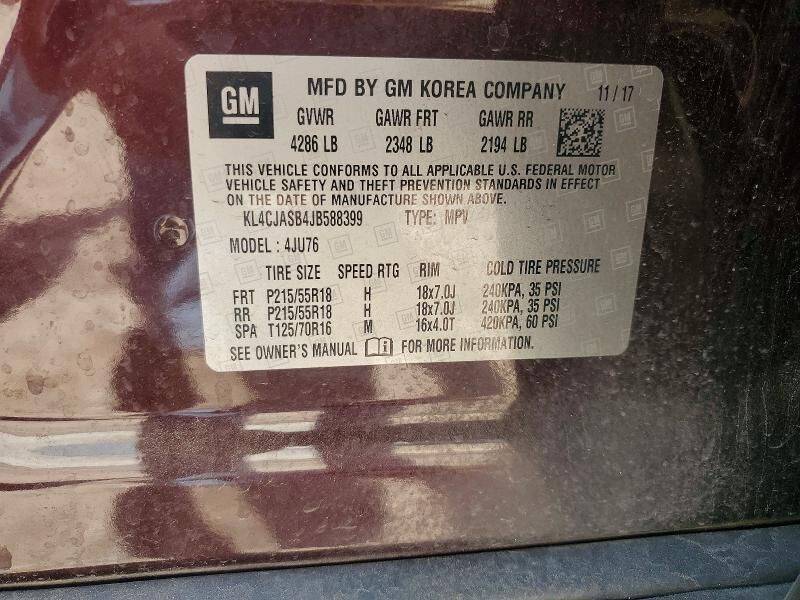 GM
MFD BY GM KOREA COMPANY 11 / 17
GVWR GAWR FRT GAWR RR
4286 LB 2348 LB 2194 LB
THIS VEHICLE CONFORMS TO ALL APPLICABLE U.S. FEDERAL MOTOR
VEHICLE SAFETY AND THEFT PREVENTION STANDARDS IN EFFECT
ON THE DATE OF MANUFACTURE SHOWN ABOVE.
KL4CJASB4JB588399 TYPE: MPV
MODEL : 4JU76
TIRE SIZE SPEED RTG RIM COLD TIRE PRESSURE
FRT P215/55R18 H 18x7.0J 240KPA, 35 PSI
RR P215/55R18 H 18x7.0J 240KPA, 35 PSI
SPA T125/70R16 M 16x4.0T 420KPA, 60 PSI
SEE OWNER'S MANUAL FOR MORE INFORMATION.